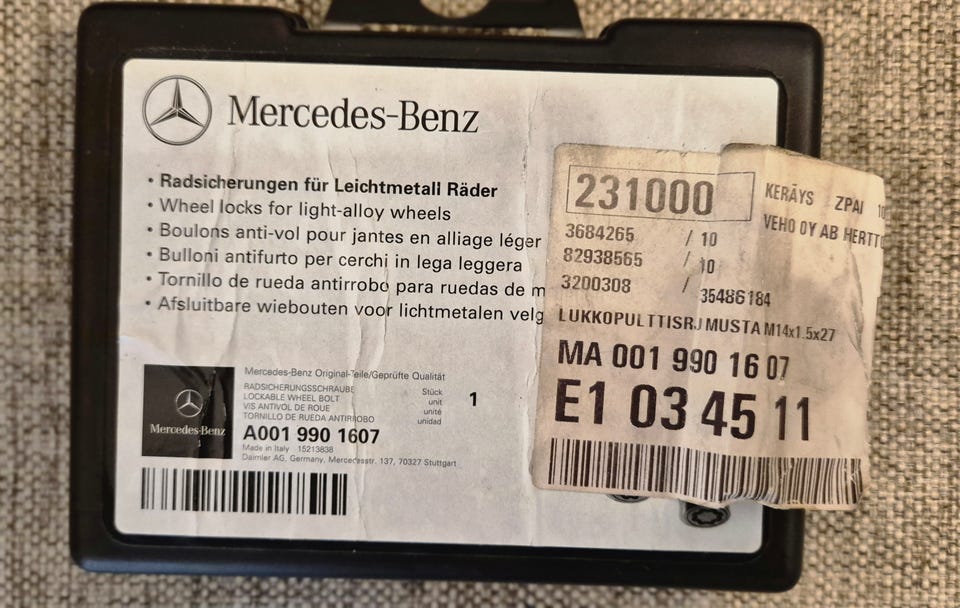 Mercedes-Benz
• Radsicherungen für Leichtmetall Räder
• Wheel locks for light-alloy wheels
• Boulons anti-vol pour jantes en alliage léger
• Bulloni antifurto per cerchi in lega leggera
• Tornillo de rueda antirrobo para ruedas de m
• Afsluitbare wiebouten voor lichtmetalen velg
Mercedes-Benz
Mercedes-Benz Original-Teile/Geprüfte Qualität
RADSICHERUNGSSCHRAUBE Stück
LOCKABLE WHEEL BOLT unit 1
VIS ANTIVOL DE ROUE unité
TORNILLO DE RUEDA ANTIRROBO unidad
A001 990 1607
Made in Italy 15213838
Daimler AG, Germany, Mercedesstr. 137, 70327 Stuttgart
231000 KERÄYS ZPAI 10
3684265 / 10 VEHO OY AB HERTTO
82938565 / 10
3200308 / 35486184
LUKKOPULTTISRJ MUSTA M14x1.5x27
MA 001 990 16 07
E1 03 45 11